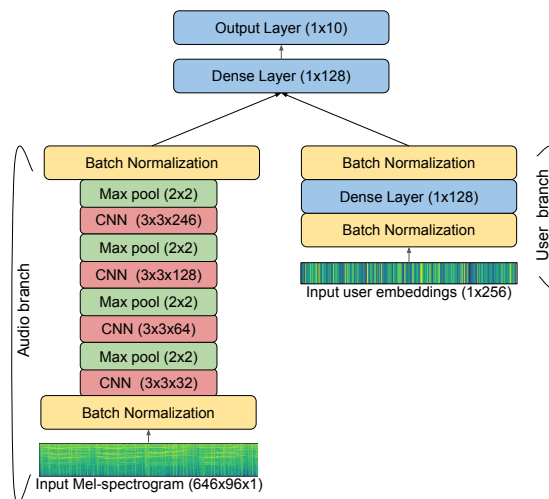 Output Layer (1x10)
Dense Layer (1x128)
Batch Normalization
Max pool (2x2)
CNN (3x3x246)
Max pool (2x2)
CNN (3x3x128)
Max pool (2x2)
CNN (3x3x64)
Max pool (2x2)
CNN (3x3x32)
Batch Normalization
Input Mel-spectrogram (646x96x1)
Audio branch
Batch Normalization
Dense Layer (1x128)
Batch Normalization
Input user embeddings (1x256)
User branch